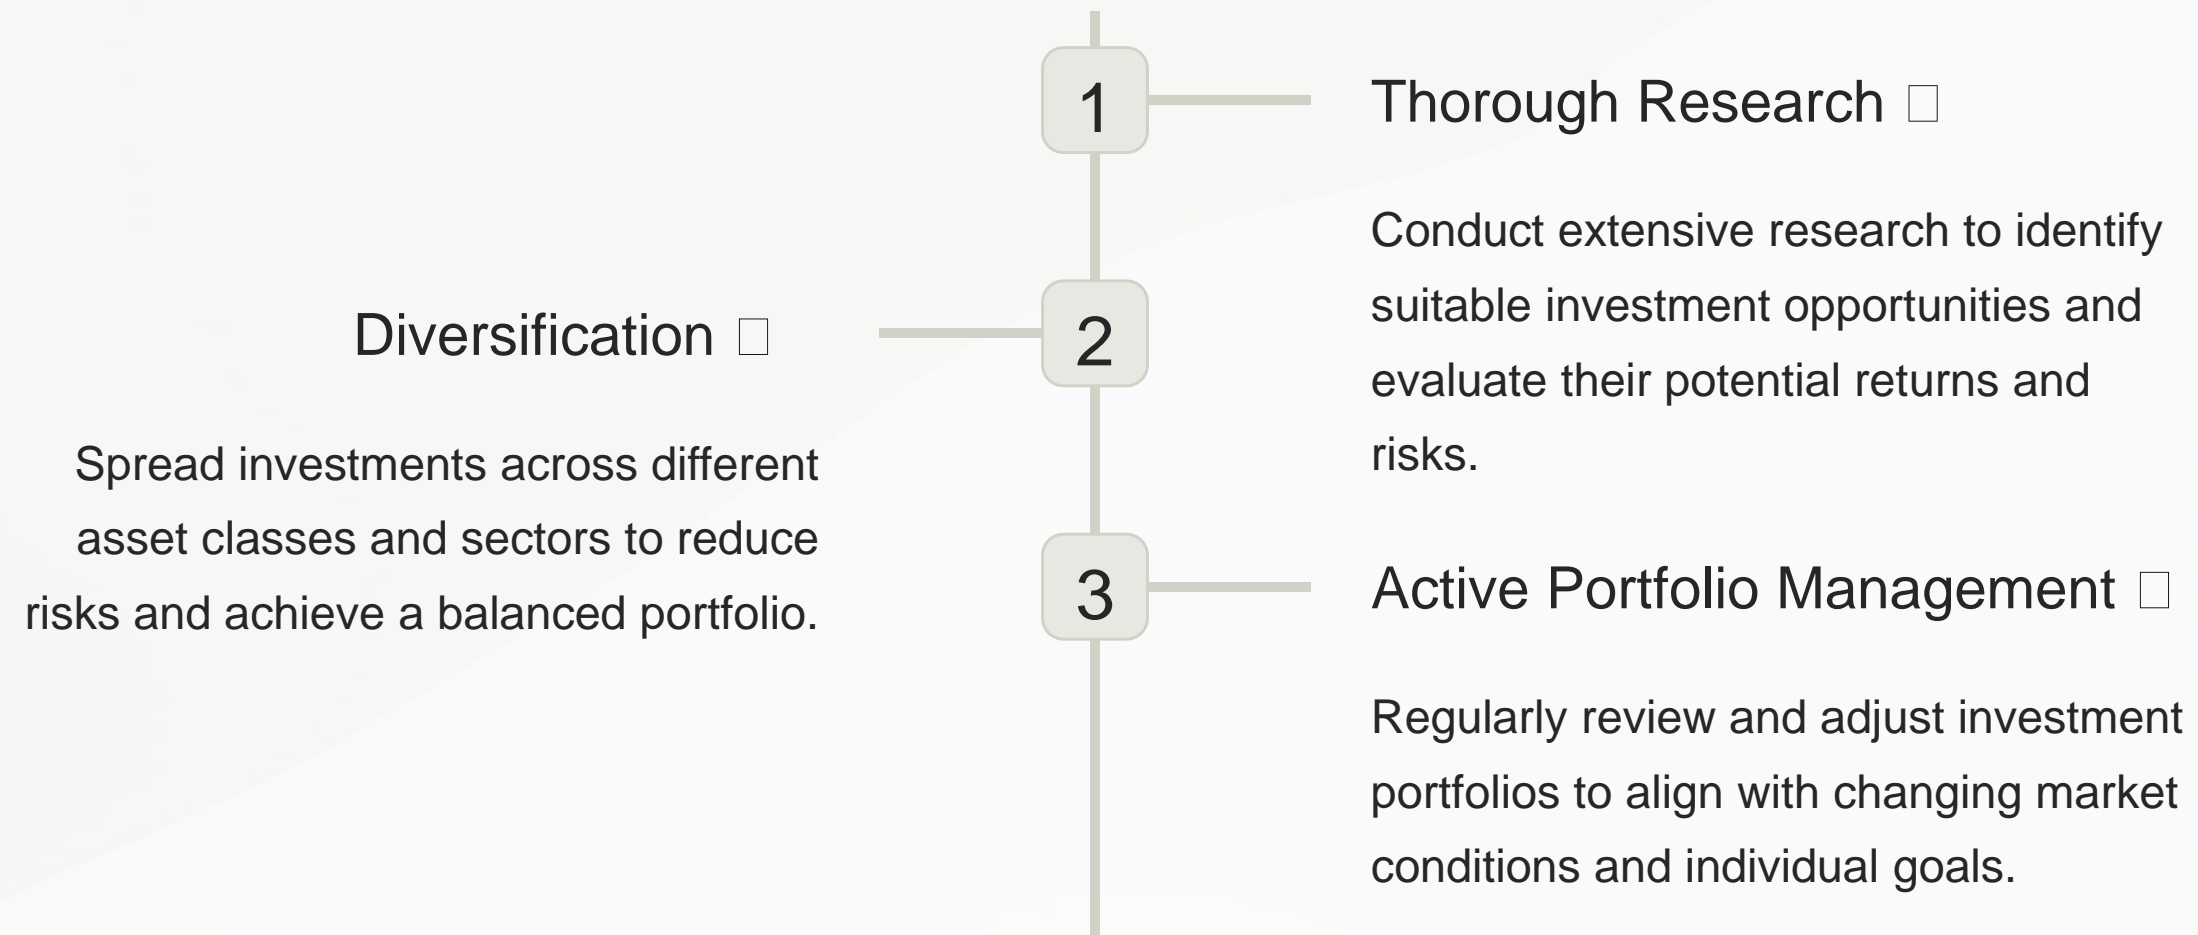 1
Thorough Research
Conduct extensive research to identify
suitable investment opportunities and
evaluate their potential returns and
risks.
2
Diversification
Spread investments across different
asset classes and sectors to reduce
risks and achieve a balanced portfolio.
3
Active Portfolio Management
Regularly review and adjust investment
portfolios to align with changing market
conditions and individual goals.